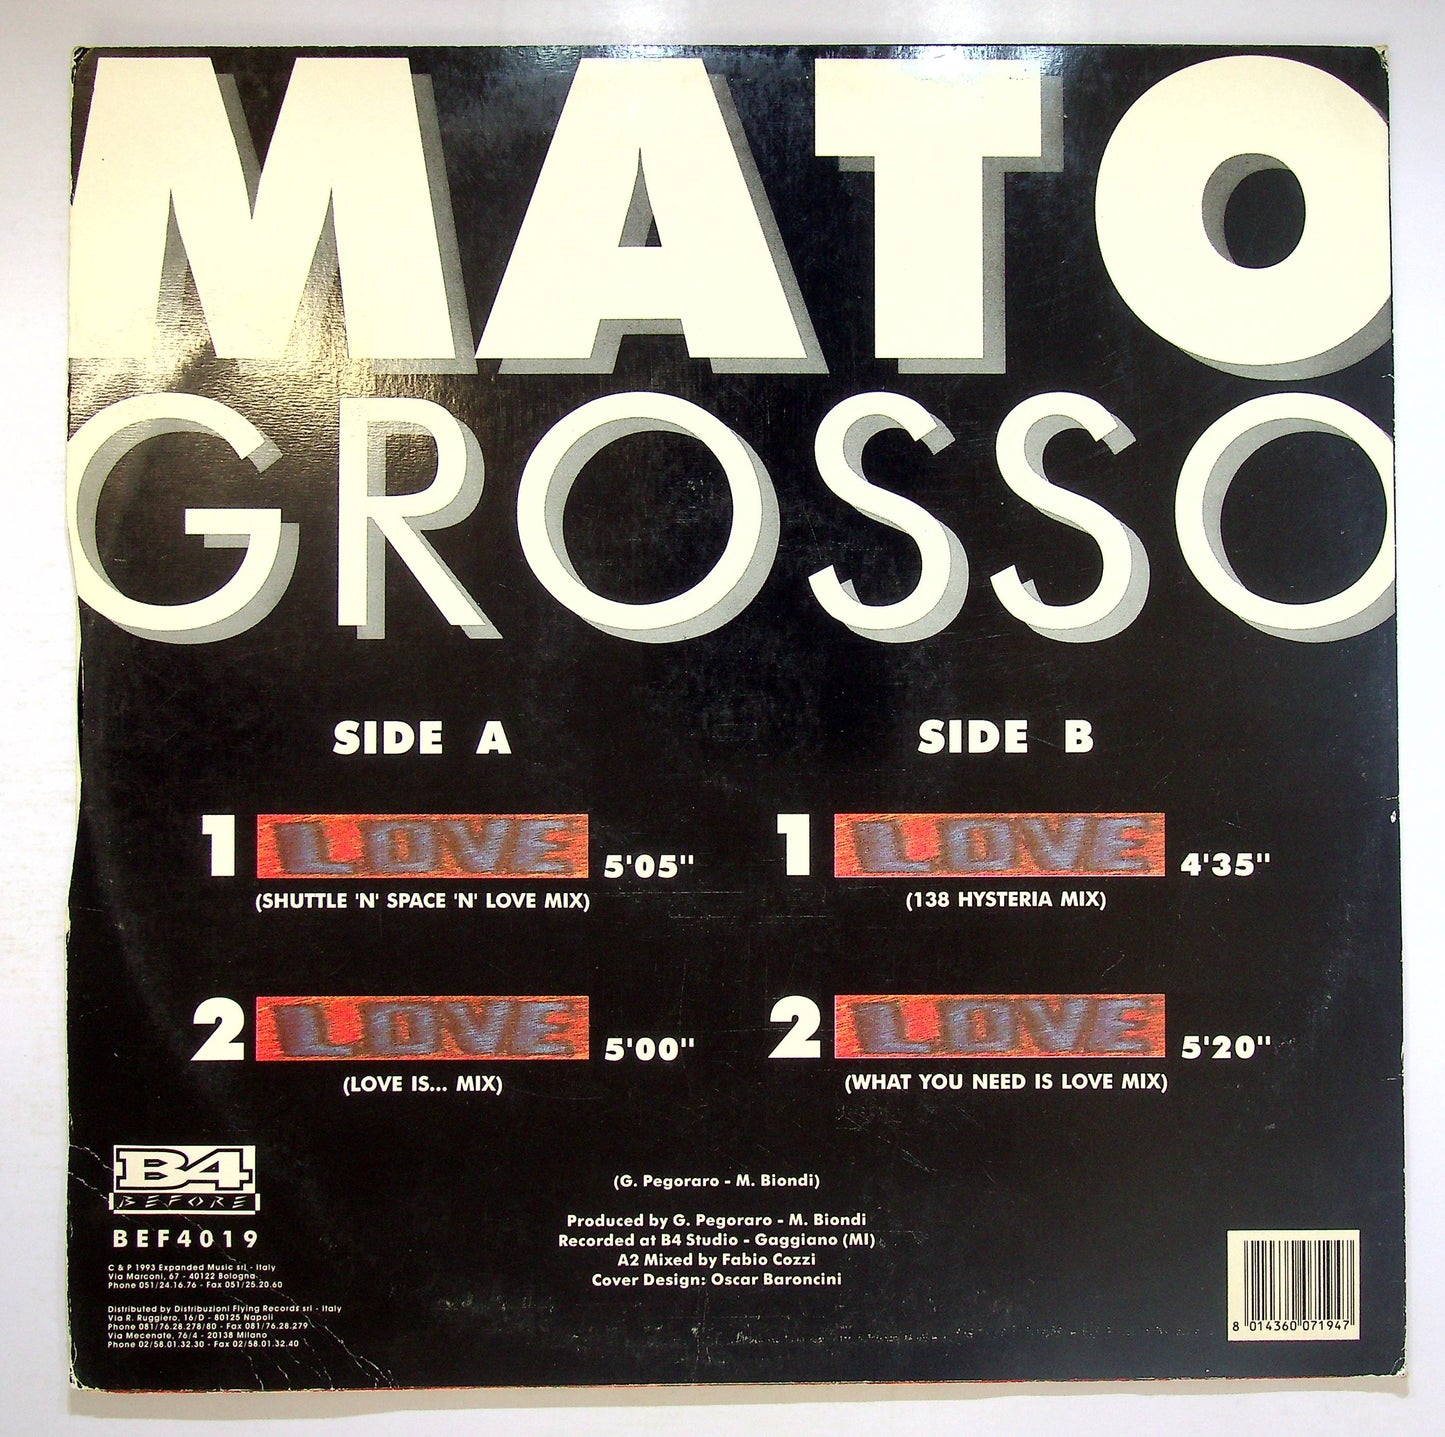 MATO
GROSSO
SIDE A
1 LOVE 5'05"
(SHUTTLE 'N' SPACE 'N' LOVE MIX)
2 LOVE 5'00"
(LOVE IS... MIX)
SIDE B
1 LOVE 4'35"
(138 HYSTERIA MIX)
2 LOVE 5'20"
(WHAT YOU NEED IS LOVE MIX)
B4
BEFORE
BEF4019
C & P 1993 Expanded Music srl - Italy
Via Marconi, 67 - 40122 Bologna
Phone 051/24.16.76 - Fax 051/25.20.60
Distributed by Distribuzioni Flying Records srl - Italy
Via R. Ruggiero, 16/D - 80125 Napoli
Phone 081/76.28.278/80 - Fax 081/76.28.279
Via Mecenate, 76/4 - 20138 Milano
Phone 02/58.01.32.30 - Fax 02/58.01.32.40
(G. Pegoraro - M. Biondi)
Produced by G. Pegoraro - M. Biondi
Recorded at B4 Studio - Gaggiano (MI)
A2 Mixed by Fabio Cozzi
Cover Design: Oscar Baroncini
8 014360 071947